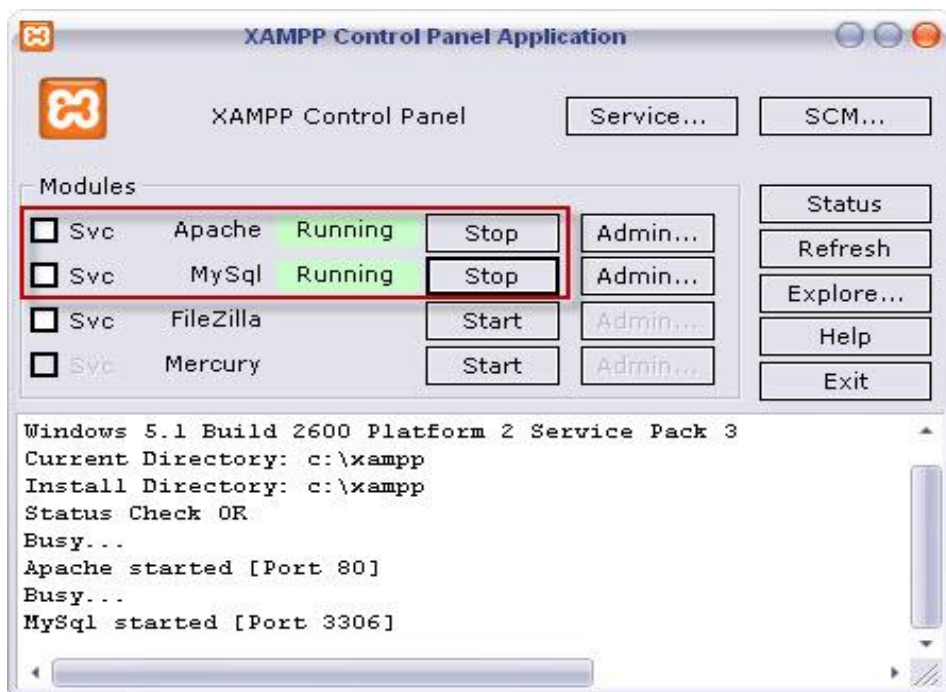 XAMPP Control Panel Application
XAMPP Control Panel Service... SCM...
Modules
Svc Apache Running Stop Admin...
Svc MySql Running Stop Admin...
Svc FileZilla Start Admin...
Svc Mercury Start Admin...
Status
Refresh
Explore...
Help
Exit
Windows 5.1 Build 2600 Platform 2 Service Pack 3
Current Directory: c:\xampp
Install Directory: c:\xampp
Status Check OK
Busy...
Apache started [Port 80]
Busy...
MySql started [Port 3306]